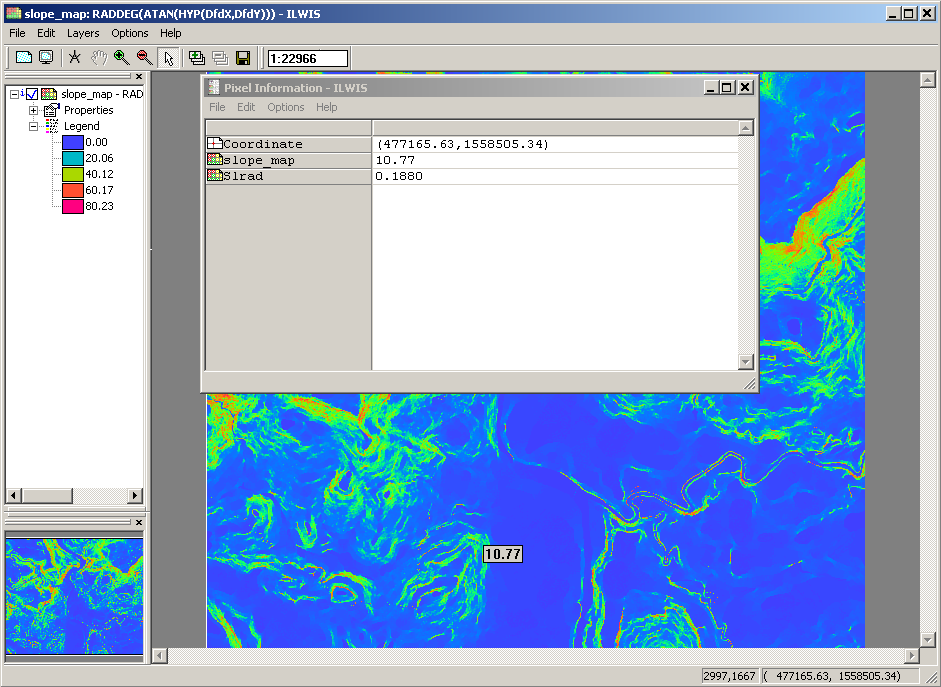 slope_map: RADDEG(ATAN(HYP(DfdX,DfdY))) - ILWIS
File Edit Layers Options Help
1:22966
slope_map - RAD
Properties
Legend
0.00
20.06
40.12
60.17
80.23
Pixel Information - ILWIS
File Edit Options Help
Coordinate (477165.63,1558505.34)
slope_map 10.77
Slrad 0.1880
10.77
2997,1667 ( 477165.63, 1558505.34)